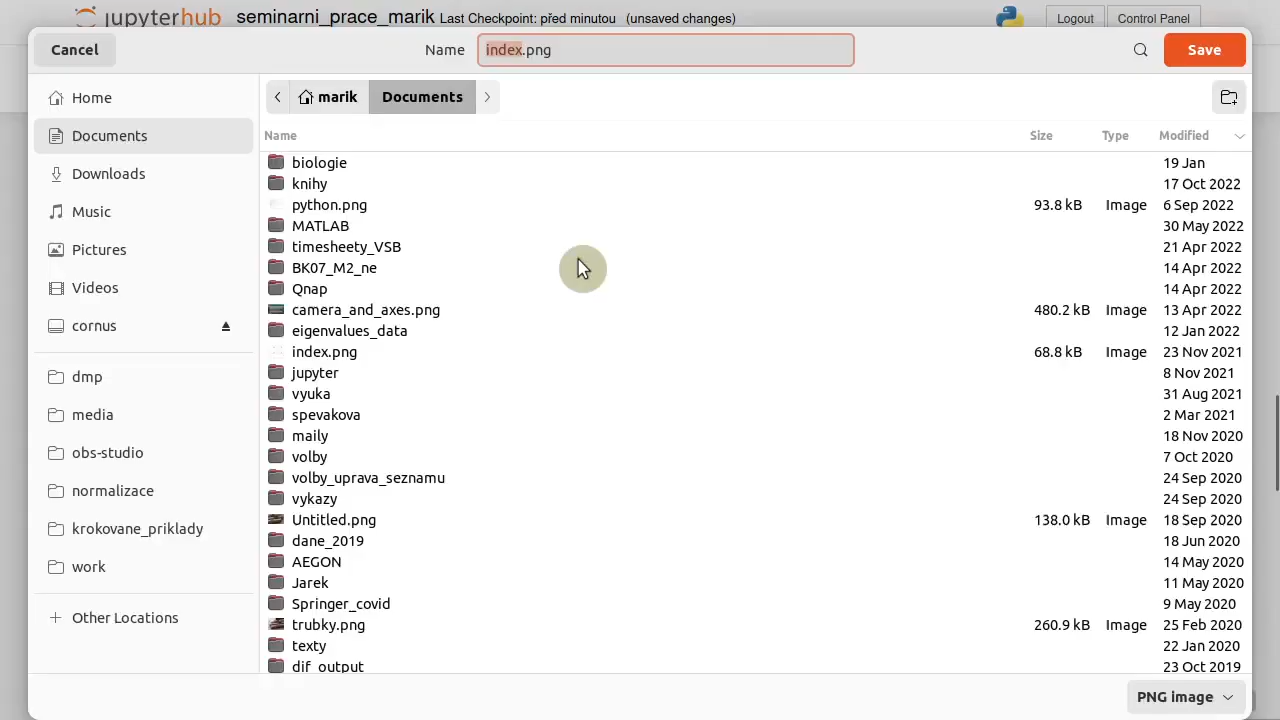 jupyterhub seminarni_prace_marik Last Checkpoint: před minutou (unsaved changes) Logout Control Panel
Cancel Name index.png Save
Home
Documents
Downloads
Music
Pictures
Videos
cornus
dmp
media
obs-studio
normalizace
krokovane_priklady
work
Other Locations
marik Documents
Name Size Type Modified
biologie 19 Jan
knihy 17 Oct 2022
python.png 93.8 kB Image 6 Sep 2022
MATLAB 30 May 2022
timesheety_VSB 21 Apr 2022
BK07_M2_ne 14 Apr 2022
Qnap 14 Apr 2022
camera_and_axes.png 480.2 kB Image 13 Apr 2022
eigenvalues_data 12 Jan 2022
index.png 68.8 kB Image 23 Nov 2021
jupyter 8 Nov 2021
vyuka 31 Aug 2021
spevakova 2 Mar 2021
maily 18 Nov 2020
volby 7 Oct 2020
volby_uprava_seznamu 24 Sep 2020
vykazy 24 Sep 2020
Untitled.png 138.0 kB Image 18 Sep 2020
dane_2019 18 Jun 2020
AEGON 14 May 2020
Jarek 11 May 2020
Springer_covid 9 May 2020
trubky.png 260.9 kB Image 25 Feb 2020
texty 22 Jan 2020
dif_output 23 Oct 2019
PNG image